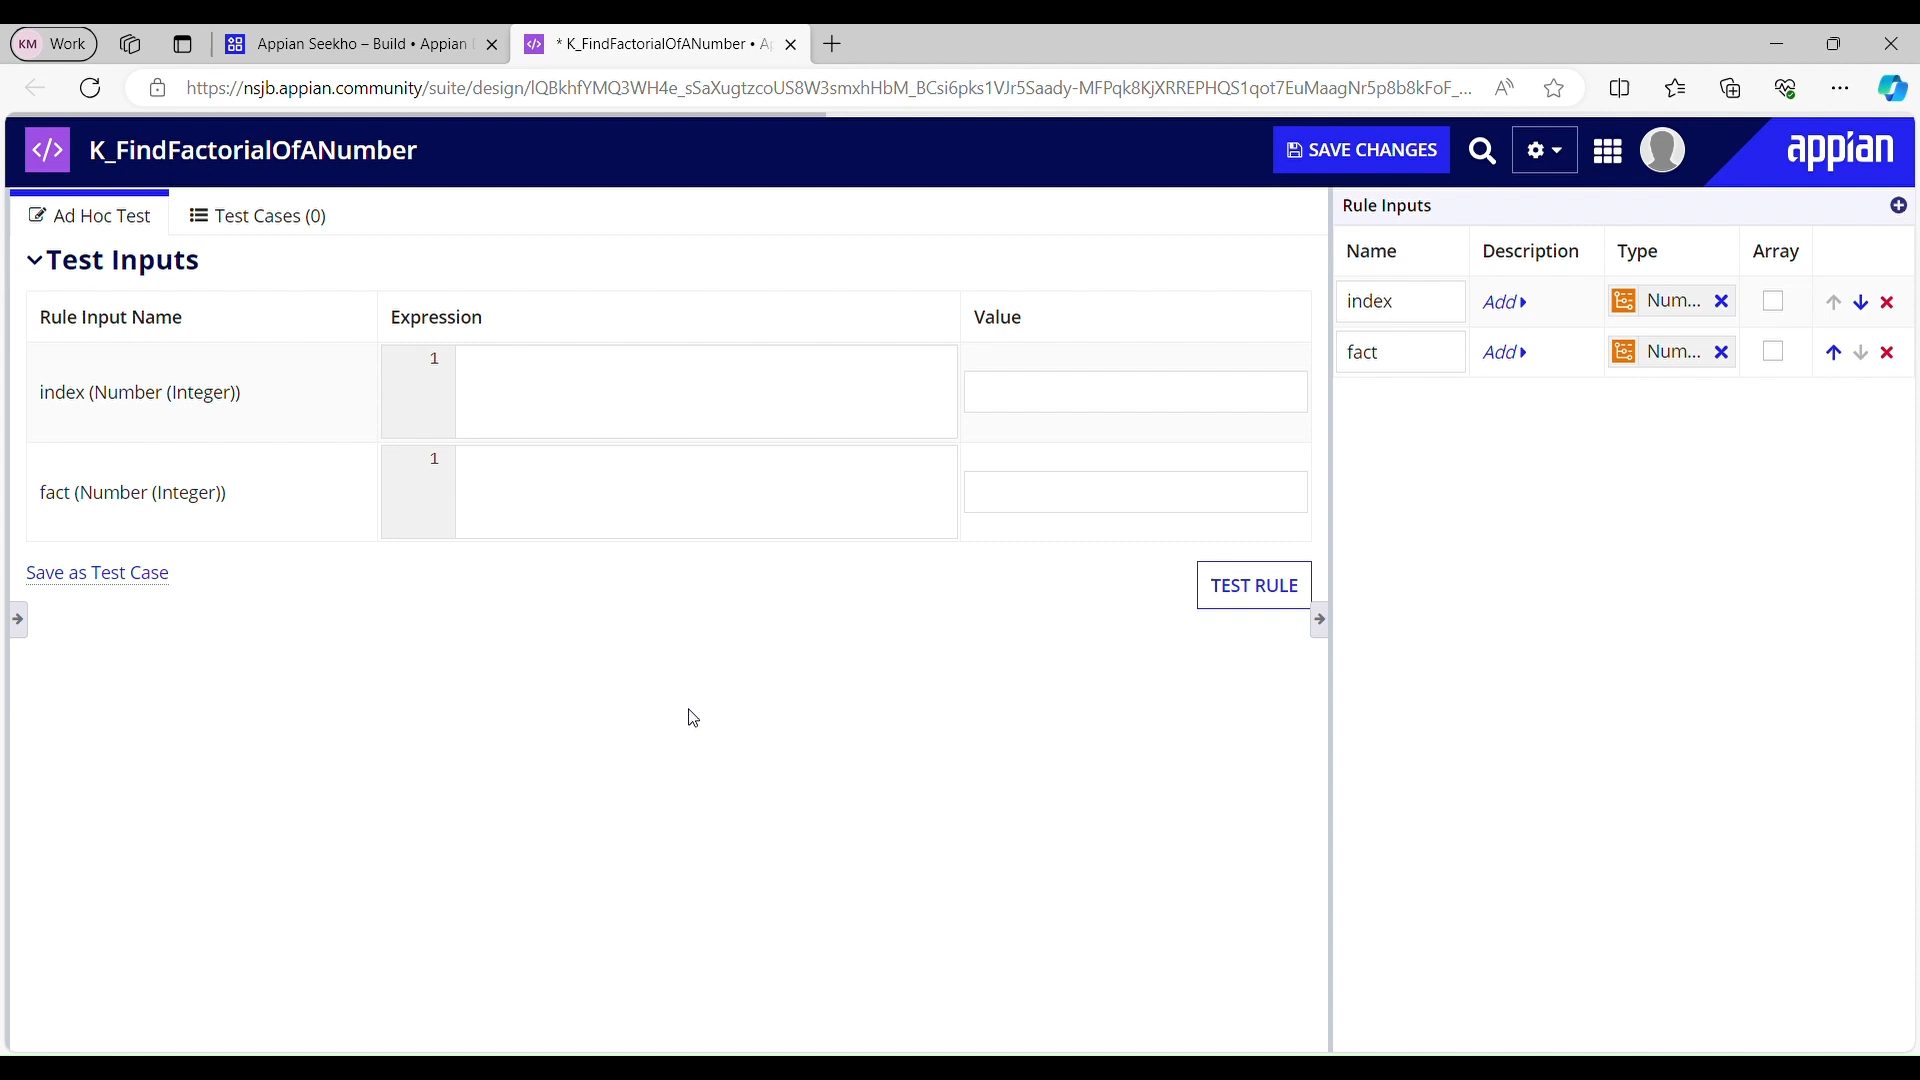 KM Work
Appian Seekho – Build • Appian
* K_FindFactorialOfANumber • A
https://nsjb.appian.community/suite/design/
K_FindFactorialOfANumber
SAVE CHANGES
appian
Ad Hoc Test
Test Cases (0)
Test Inputs
Rule Input Name Expression Value
index (Number (Integer))
1
fact (Number (Integer))
1
Save as Test Case
TEST RULE
Rule Inputs
Name Description Type Array
index Add Num...
fact Add Num...